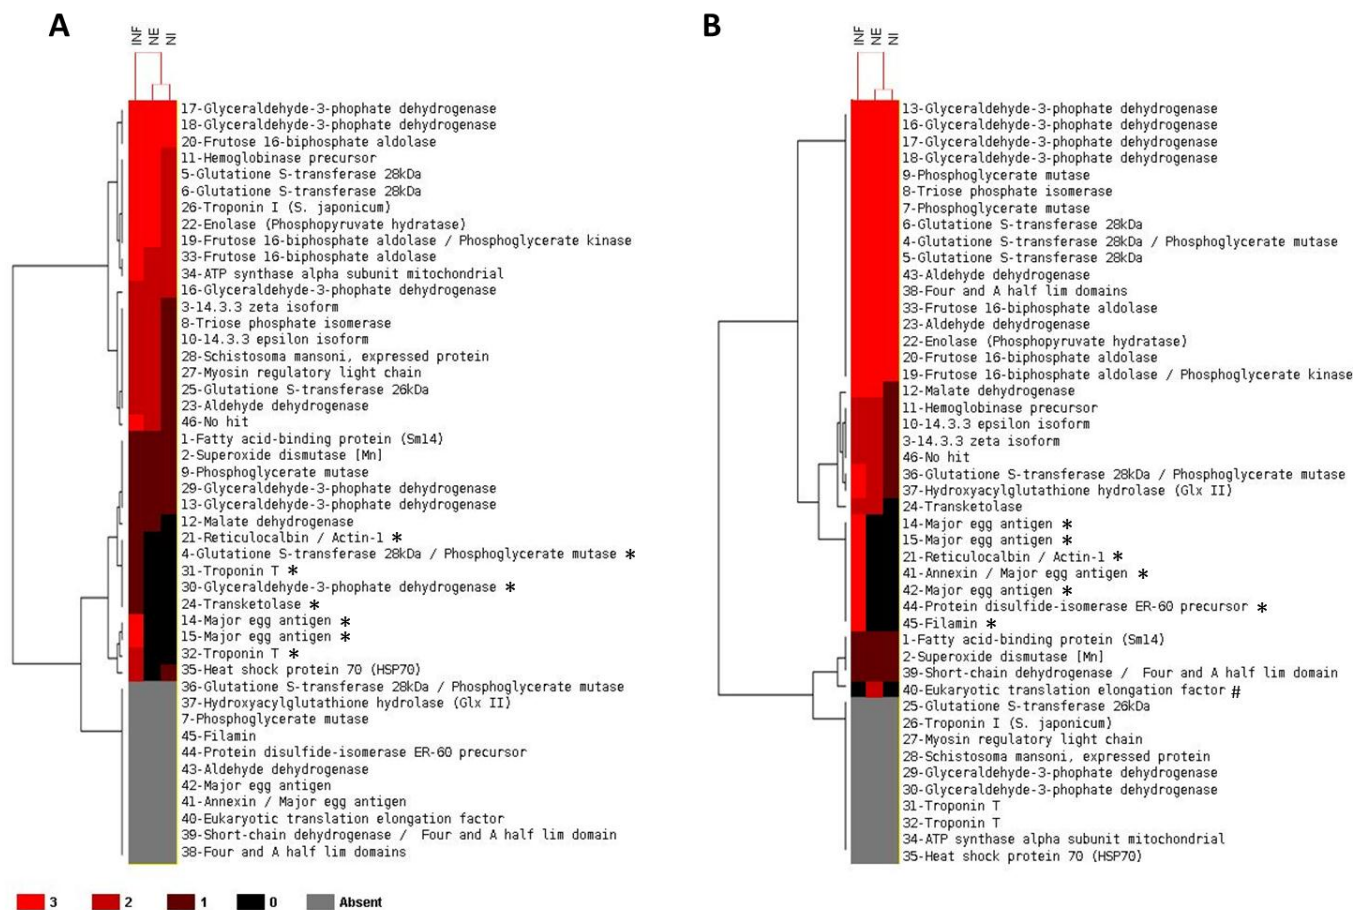 A
INF
NE
NI
17-Glyceraldehyde-3-phophate dehydrogenase
18-Glyceraldehyde-3-phophate dehydrogenase
20-Frutose 16-biphosphate aldolase
11-Hemoglobinase precursor
5-Glutatione S-transferase 28kDa
6-Glutatione S-transferase 28kDa
26-Troponin I (S. japonicum)
22-Enolase (Phosphopyruvate hydratase)
19-Frutose 16-biphosphate aldolase / Phosphoglycerate kinase
33-Frutose 16-biphosphate aldolase
34-ATP synthase alpha subunit mitochondrial
16-Glyceraldehyde-3-phophate dehydrogenase
3-14.3.3 zeta isoform
8-Triose phosphate isomerase
10-14.3.3 epsilon isoform
28-Schistosoma mansoni, expressed protein
27-Myosin regulatory light chain
25-Glutatione S-transferase 26kDa
23-Aldehyde dehydrogenase
46-No hit
1-Fatty acid-binding protein (Sm14)
2-Superoxide dismutase [Mn]
9-Phosphoglycerate mutase
29-Glyceraldehyde-3-phophate dehydrogenase
13-Glyceraldehyde-3-phophate dehydrogenase
12-Malate dehydrogenase
21-Reticulocalbin / Actin-1 *
4-Glutatione S-transferase 28kDa / Phosphoglycerate mutase *
31-Troponin T *
30-Glyceraldehyde-3-phophate dehydrogenase *
24-Transketolase *
14-Major egg antigen *
15-Major egg antigen *
32-Troponin T *
35-Heat shock protein 70 (HSP70)
36-Glutatione S-transferase 28kDa / Phosphoglycerate mutase
37-Hydroxyacylglutathione hydrolase (Glx II)
7-Phosphoglycerate mutase
45-Filamin
44-Protein disulfide-isomerase ER-60 precursor
43-Aldehyde dehydrogenase
42-Major egg antigen
41-Annexin / Major egg antigen
40-Eukaryotic translation elongation factor
39-Short-chain dehydrogenase / Four and A half lim domain
38-Four and A half lim domains
B
INF
NE
NI
13-Glyceraldehyde-3-phophate dehydrogenase
16-Glyceraldehyde-3-phophate dehydrogenase
17-Glyceraldehyde-3-phophate dehydrogenase
18-Glyceraldehyde-3-phophate dehydrogenase
9-Phosphoglycerate mutase
8-Triose phosphate isomerase
7-Phosphoglycerate mutase
6-Glutatione S-transferase 28kDa
4-Glutatione S-transferase 28kDa / Phosphoglycerate mutase
5-Glutatione S-transferase 28kDa
43-Aldehyde dehydrogenase
38-Four and A half lim domains
33-Frutose 16-biphosphate aldolase
23-Aldehyde dehydrogenase
22-Enolase (Phosphopyruvate hydratase)
20-Frutose 16-biphosphate aldolase
19-Frutose 16-biphosphate aldolase / Phosphoglycerate kinase
12-Malate dehydrogenase
11-Hemoglobinase precursor
10-14.3.3 epsilon isoform
3-14.3.3 zeta isoform
46-No hit
36-Glutatione S-transferase 28kDa / Phosphoglycerate mutase
37-Hydroxyacylglutathione hydrolase (Glx II)
24-Transketolase
14-Major egg antigen *
15-Major egg antigen *
21-Reticulocalbin / Actin-1 *
41-Annexin / Major egg antigen *
42-Major egg antigen *
44-Protein disulfide-isomerase ER-60 precursor *
45-Filamin *
1-Fatty acid-binding protein (Sm14)
2-Superoxide dismutase [Mn]
39-Short-chain dehydrogenase / Four and A half lim domain
40-Eukaryotic translation elongation factor #
25-Glutatione S-transferase 26kDa
26-Troponin I (S. japonicum)
27-Myosin regulatory light chain
28-Schistosoma mansoni, expressed protein
29-Glyceraldehyde-3-phophate dehydrogenase
30-Glyceraldehyde-3-phophate dehydrogenase
31-Troponin T
32-Troponin T
34-ATP synthase alpha subunit mitochondrial
35-Heat shock protein 70 (HSP70)
3 2 1 0 Absent